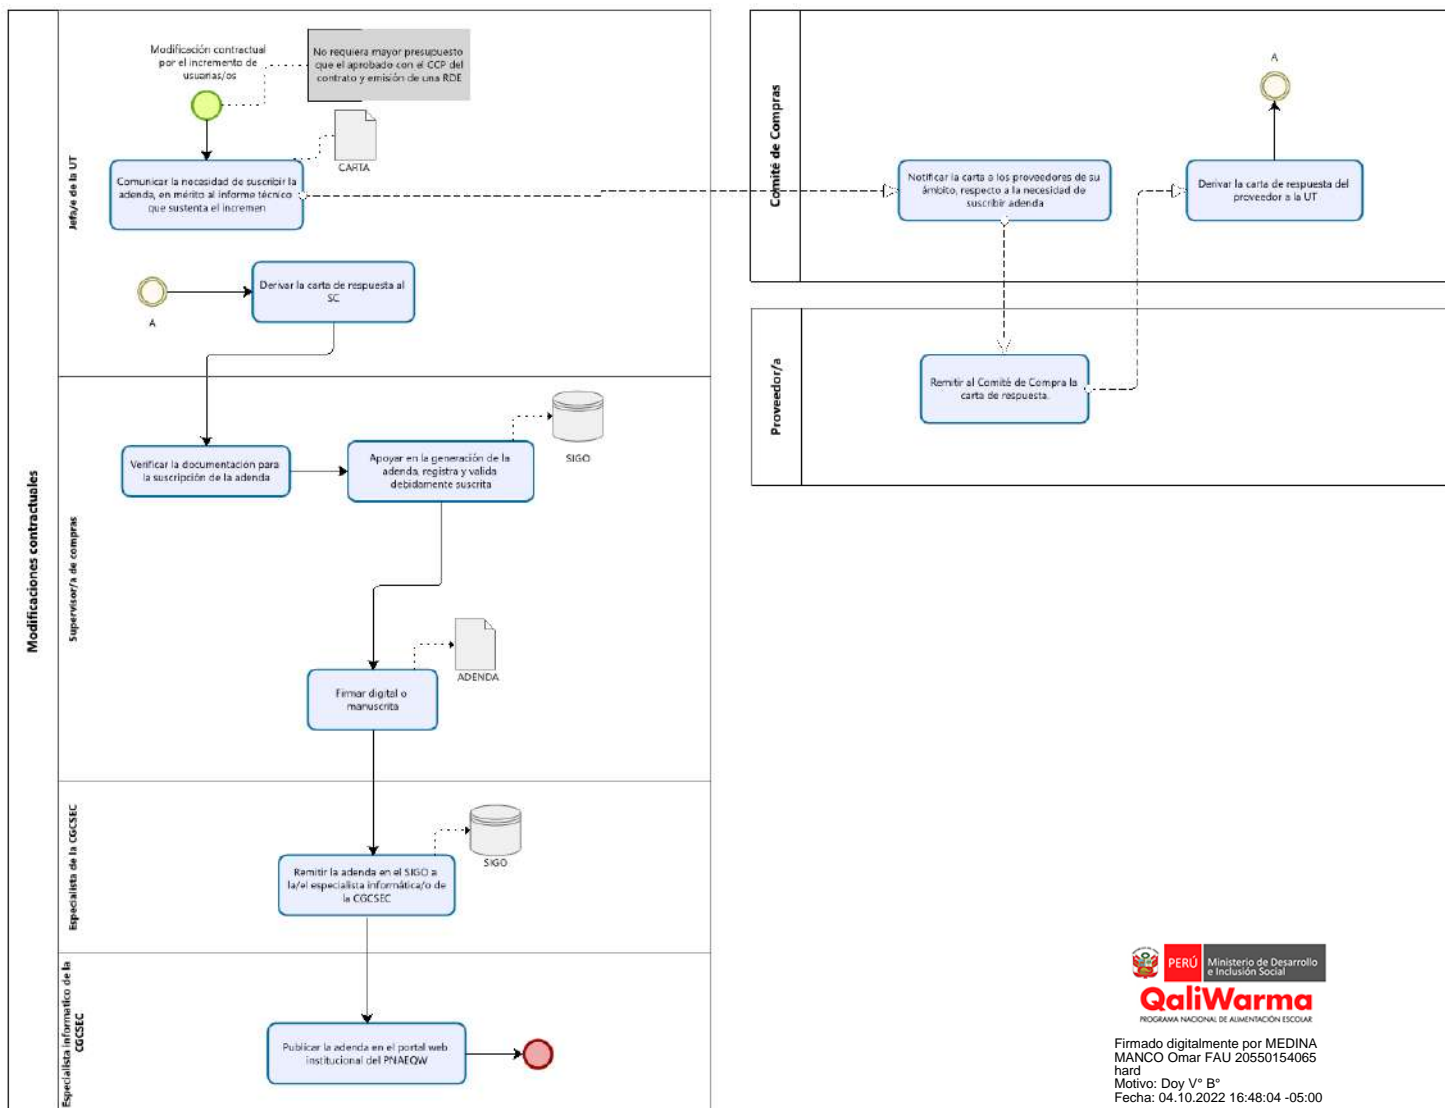 Modificaciones contractuales
Jefa/e de la UT
Modificación contractual
por el incremento de
usuarias/os
No requiera mayor presupuesto
que el aprobado con el CCP del
contrato y emisión de una RDE
CARTA
Comunicar la necesidad de suscribir la
adenda, en mérito al informe técnico
que sustenta el incremen
A
Derivar la carta de respuesta al
SC
Supervisor/a de compras
Verificar la documentación para
la suscripción de la adenda
Apoyar en la generación de la
adenda, registra y valida
debidamente suscrita
SIGO
Firmar digital o
manuscrita
ADENDA
Especialista de la CGCSEC
Remitir la adenda en el SIGO a
la/el especialista informática/o de
la CGCSEC
SIGO
Especialista informatico de la
CGCSEC
Publicar la adenda en el portal web
institucional del PNAEQW
Comité de Compras
Notificar la carta a los proveedores de su
ámbito, respecto a la necesidad de
suscribir adenda
Derivar la carta de respuesta del
proveedor a la UT
A
Proveedor/a
Remitir al Comité de Compra la
carta de respuesta.
PERÚ
Ministerio de Desarrollo
e Inclusión Social
QaliWarma
PROGRAMA NACIONAL DE ALIMENTACIÓN ESCOLAR
Firmado digitalmente por MEDINA
MANCO Omar FAU 20550154065
hard
Motivo: Doy V° B°
Fecha: 04.10.2022 16:48:04 -05:00